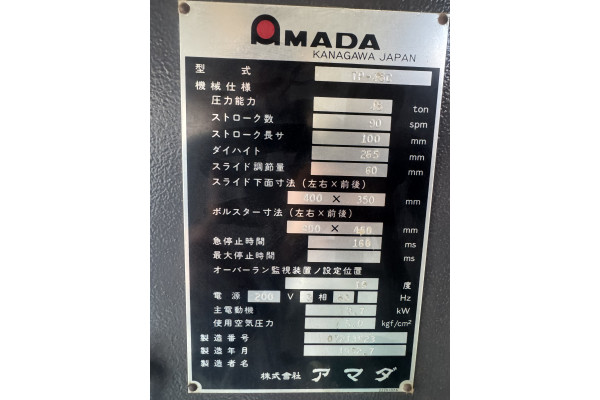 AMADA
KANAGAWA JAPAN
型式
機械仕様
圧力能力 ton
ストローク数 90 spm
ストローク長サ 100 mm
ダイハイト 265 mm
スライド調節量 60 mm
スライド下面寸法(左右×前後)
400 × 350 mm
ボルスター寸法(左右×前後)
× mm
急停止時間 160 ms
最大停止時間 ms
オーバーラン監視装置ノ設定位置
度
電源 200 V 相 Hz
主電動機 kW
使用空気圧力 kgf/cm²
製造番号
製造年月
製造者名
株式会社 アマダ